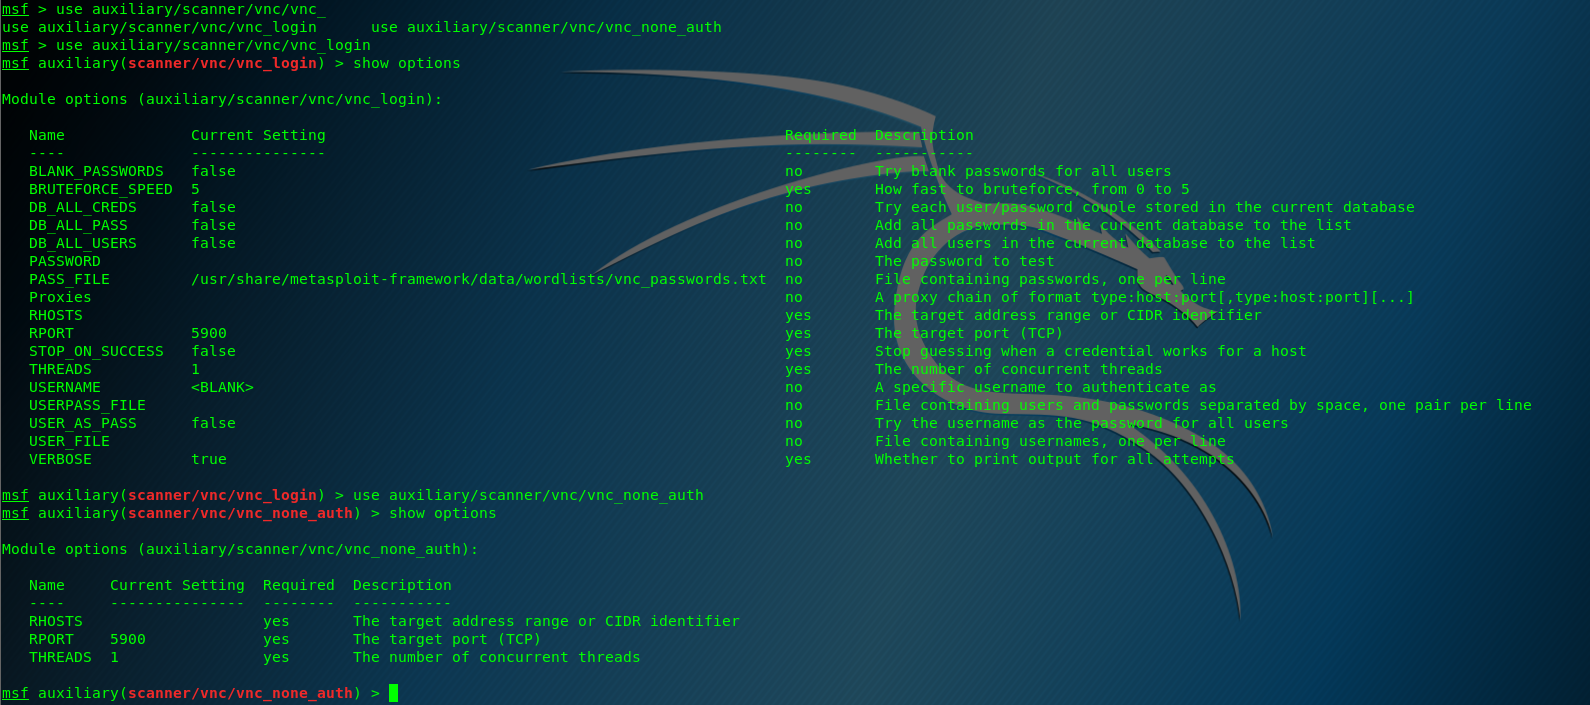 msf > use auxiliary/scanner/vnc/vnc_
use auxiliary/scanner/vnc/vnc_login      use auxiliary/scanner/vnc/vnc_none_auth
msf > use auxiliary/scanner/vnc/vnc_login
msf auxiliary(scanner/vnc/vnc_login) > show options
Module options (auxiliary/scanner/vnc/vnc_login):
   Name              Current Setting                                                   Required  Description
   ----              ---------------                                                   --------  -----------
   BLANK_PASSWORDS   false                                                             no        Try blank passwords for all users
   BRUTEFORCE_SPEED  5                                                                 yes       How fast to bruteforce, from 0 to 5
   DB_ALL_CREDS      false                                                             no        Try each user/password couple stored in the current database
   DB_ALL_PASS       false                                                             no        Add all passwords in the current database to the list
   DB_ALL_USERS      false                                                             no        Add all users in the current database to the list
   PASSWORD                                                                            no        The password to test
   PASS_FILE         /usr/share/metasploit-framework/data/wordlists/vnc_passwords.txt  no        File containing passwords, one per line
   Proxies                                                                             no        A proxy chain of format type:host:port[,type:host:port][...]
   RHOSTS                                                                              yes       The target address range or CIDR identifier
   RPORT             5900                                                              yes       The target port (TCP)
   STOP_ON_SUCCESS   false                                                             yes       Stop guessing when a credential works for a host
   THREADS           1                                                                 yes       The number of concurrent threads
   USERNAME          <BLANK>                                                           no        A specific username to authenticate as
   USERPASS_FILE                                                                       no        File containing users and passwords separated by space, one pair per line
   USER_AS_PASS      false                                                             no        Try the username as the password for all users
   USER_FILE                                                                           no        File containing usernames, one per line
   VERBOSE           true                                                              yes       Whether to print output for all attempts
msf auxiliary(scanner/vnc/vnc_login) > use auxiliary/scanner/vnc/vnc_none_auth
msf auxiliary(scanner/vnc/vnc_none_auth) > show options
Module options (auxiliary/scanner/vnc/vnc_none_auth):
   Name     Current Setting  Required  Description
   ----     ---------------  --------  -----------
   RHOSTS                    yes       The target address range or CIDR identifier
   RPORT    5900             yes       The target port (TCP)
   THREADS  1                yes       The number of concurrent threads
msf auxiliary(scanner/vnc/vnc_none_auth) >